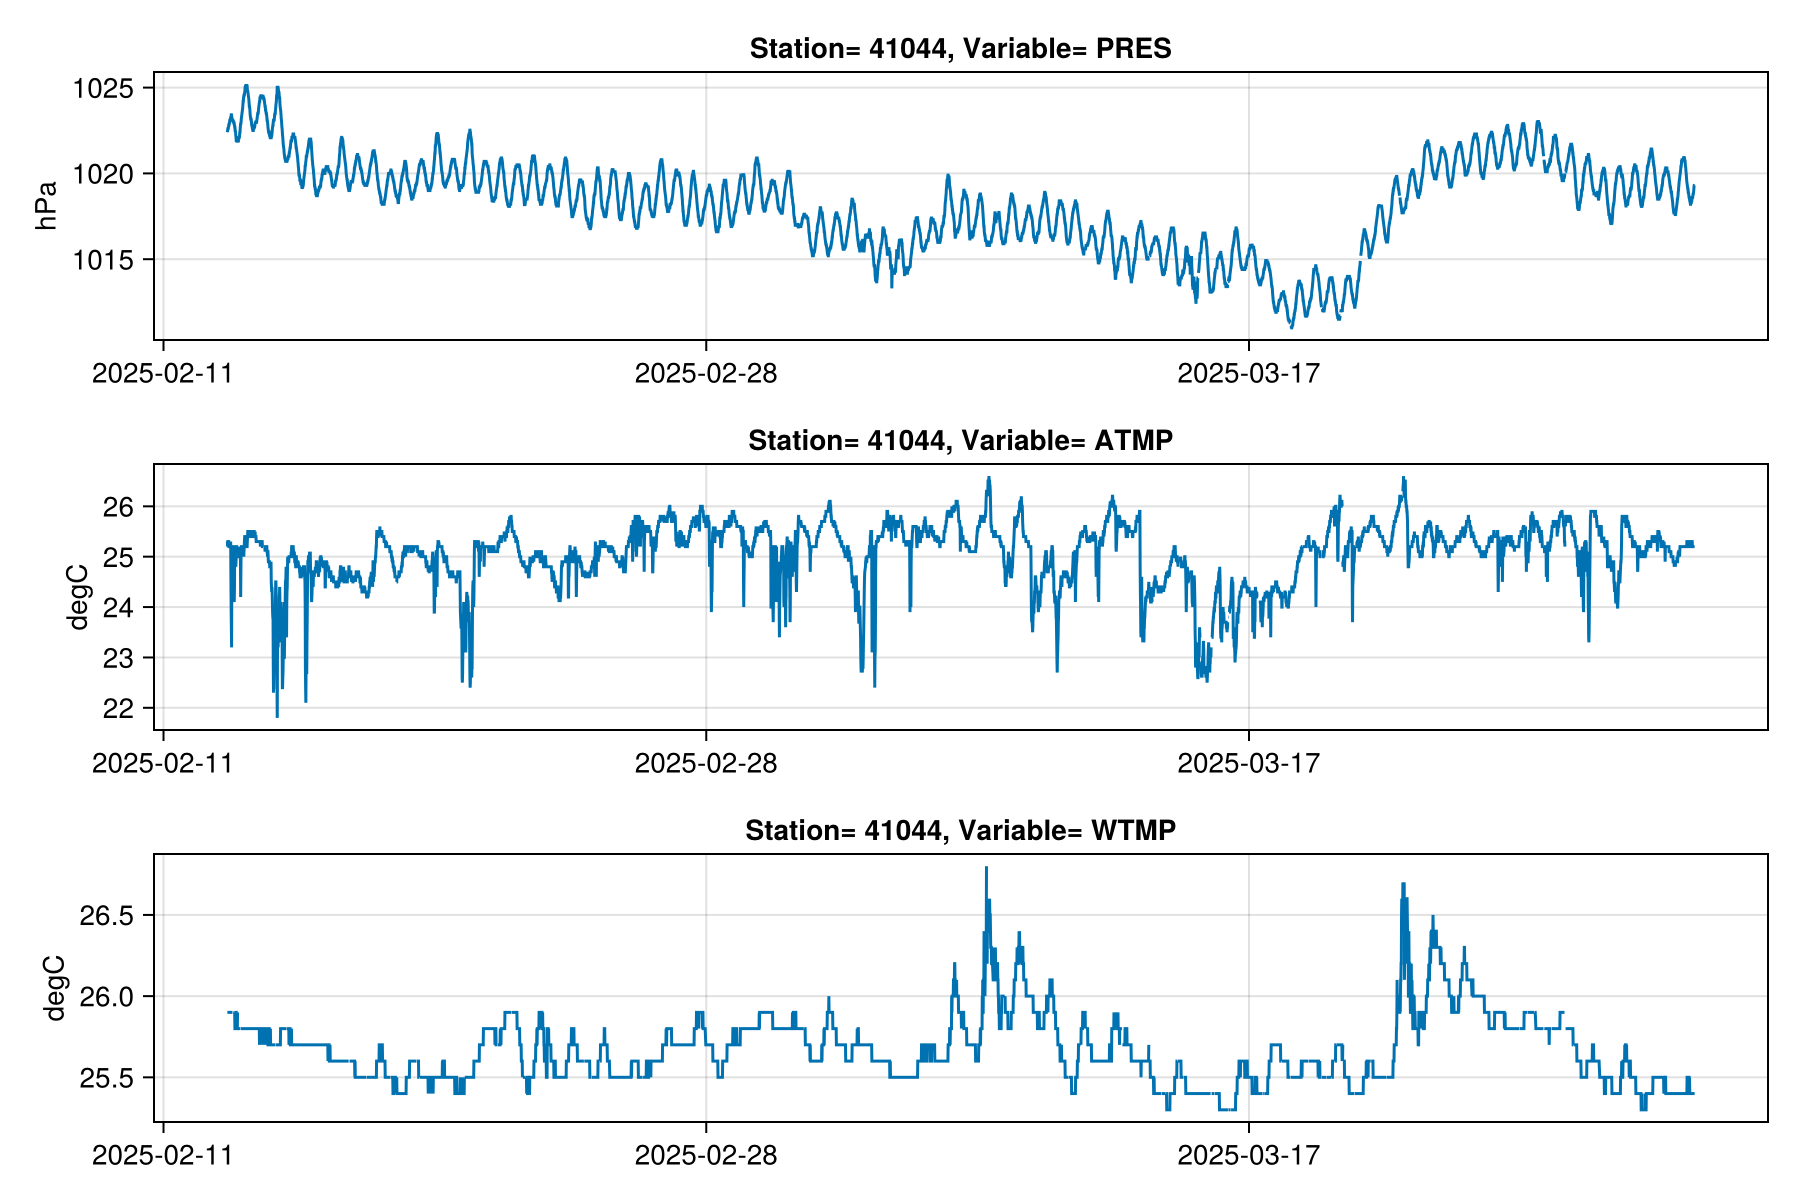 Station= 41044, Variable= PRES
1025
1020
1015
hPa
2025-02-11 2025-02-28 2025-03-17
Station= 41044, Variable= ATMP
26
25
24
23
22
degC
2025-02-11 2025-02-28 2025-03-17
Station= 41044, Variable= WTMP
26.5
26.0
25.5
degC
2025-02-11 2025-02-28 2025-03-17